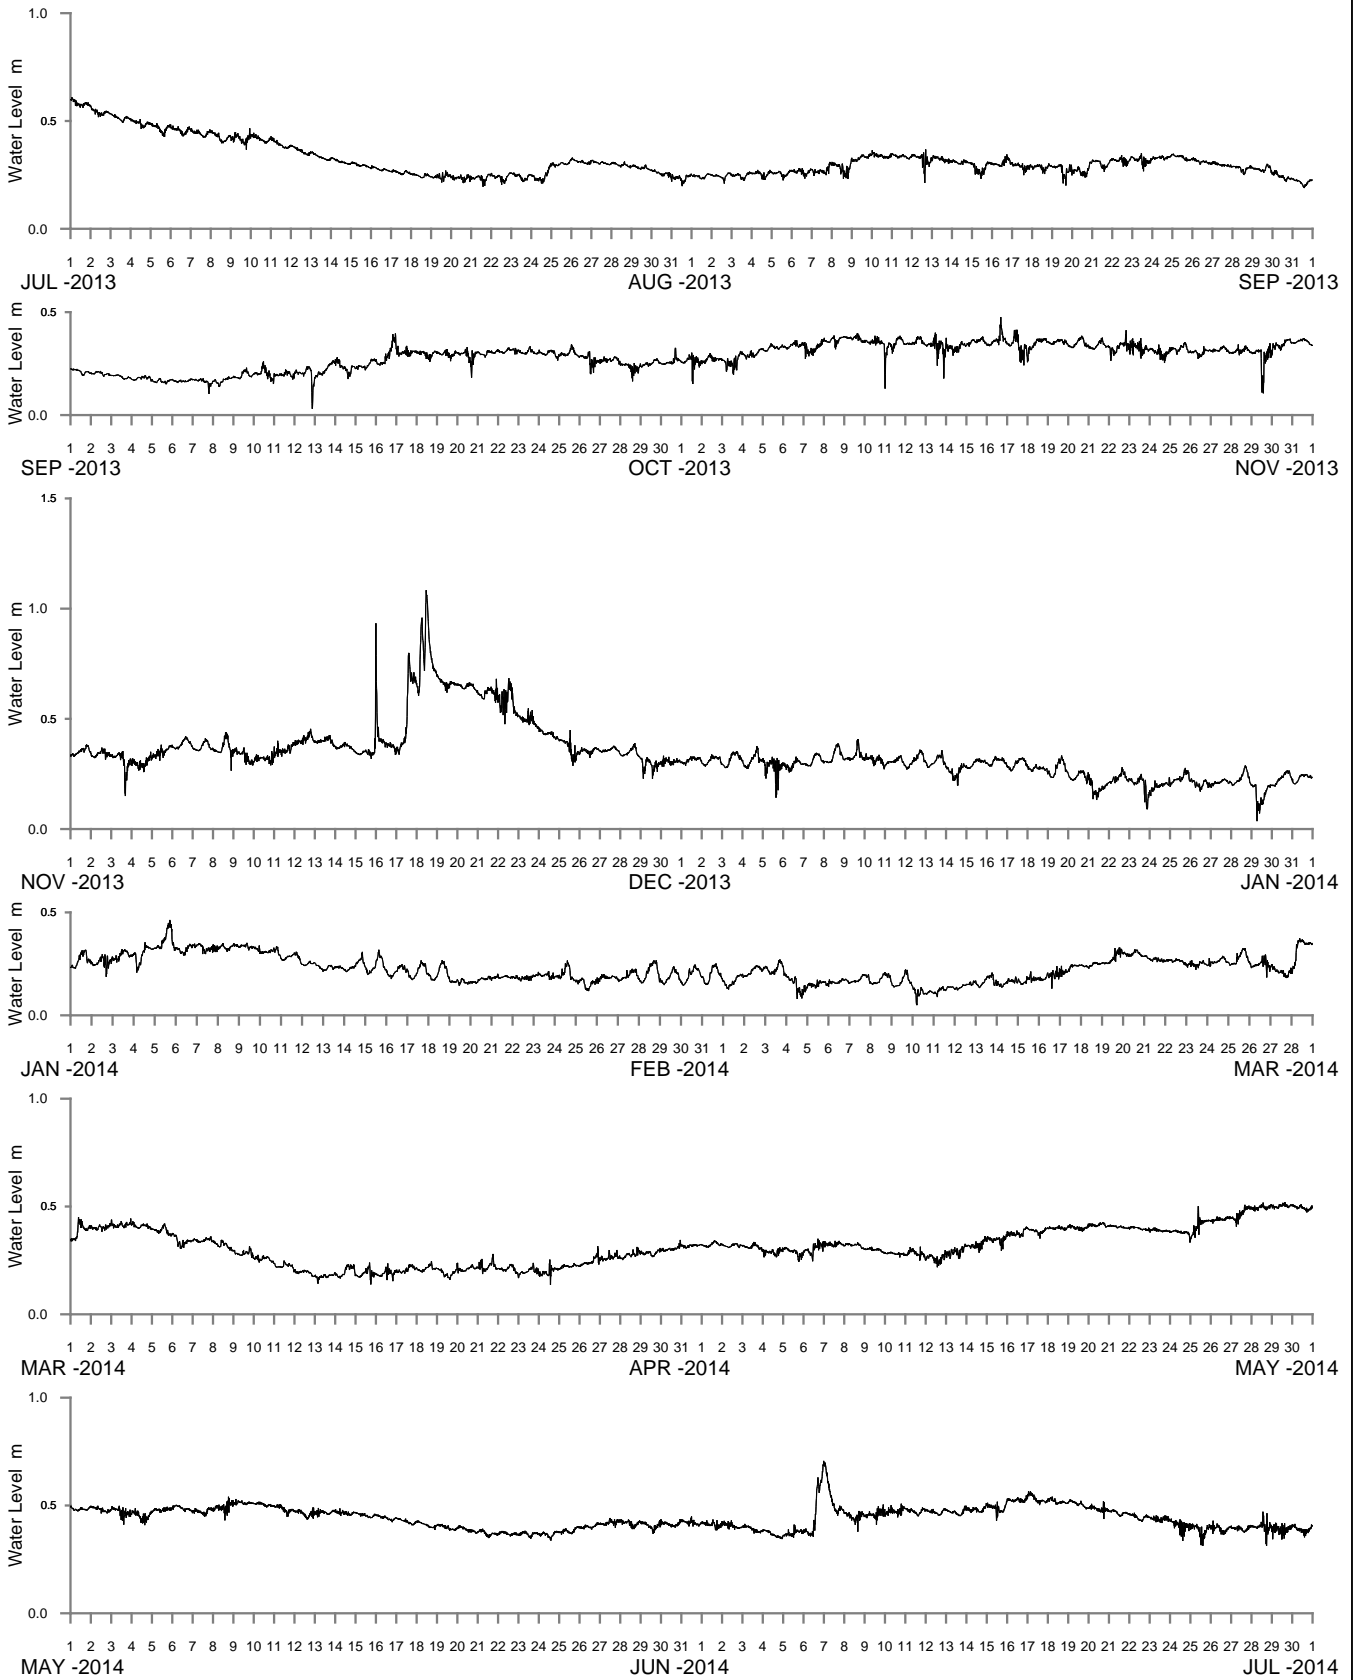 1.0
Water Level m
0.5
0.0
1 2 3 4 5 6 7 8 9 10 11 12 13 14 15 16 17 18 19 20 21 22 23 24 25 26 27 28 29 30 31 1 2 3 4 5 6 7 8 9 10 11 12 13 14 15 16 17 18 19 20 21 22 23 24 25 26 27 28 29 30 31 1
JUL -2013 AUG -2013 SEP -2013
0.5
Water Level m
0.0
1 2 3 4 5 6 7 8 9 10 11 12 13 14 15 16 17 18 19 20 21 22 23 24 25 26 27 28 29 30 1 2 3 4 5 6 7 8 9 10 11 12 13 14 15 16 17 18 19 20 21 22 23 24 25 26 27 28 29 30 31 1
SEP -2013 OCT -2013 NOV -2013
1.5
1.0
Water Level m
0.5
0.0
1 2 3 4 5 6 7 8 9 10 11 12 13 14 15 16 17 18 19 20 21 22 23 24 25 26 27 28 29 30 1 2 3 4 5 6 7 8 9 10 11 12 13 14 15 16 17 18 19 20 21 22 23 24 25 26 27 28 29 30 31 1
NOV -2013 DEC -2013 JAN -2014
0.5
Water Level m
0.0
1 2 3 4 5 6 7 8 9 10 11 12 13 14 15 16 17 18 19 20 21 22 23 24 25 26 27 28 29 30 31 1 2 3 4 5 6 7 8 9 10 11 12 13 14 15 16 17 18 19 20 21 22 23 24 25 26 27 28 1
JAN -2014 FEB -2014 MAR -2014
1.0
Water Level m
0.5
0.0
1 2 3 4 5 6 7 8 9 10 11 12 13 14 15 16 17 18 19 20 21 22 23 24 25 26 27 28 29 30 31 1 2 3 4 5 6 7 8 9 10 11 12 13 14 15 16 17 18 19 20 21 22 23 24 25 26 27 28 29 30 1
MAR -2014 APR -2014 MAY -2014
1.0
Water Level m
0.5
0.0
1 2 3 4 5 6 7 8 9 10 11 12 13 14 15 16 17 18 19 20 21 22 23 24 25 26 27 28 29 30 31 1 2 3 4 5 6 7 8 9 10 11 12 13 14 15 16 17 18 19 20 21 22 23 24 25 26 27 28 29 30 1
MAY -2014 JUN -2014 JUL -2014